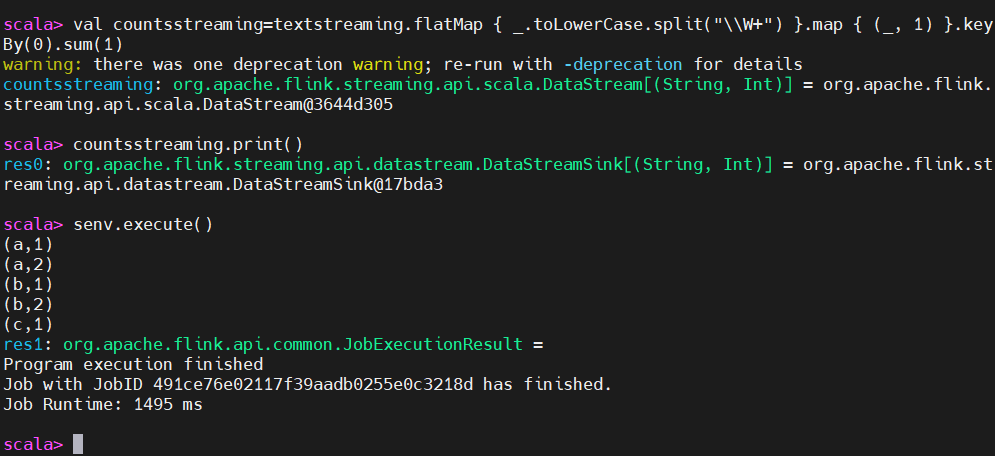 scala> val countsstreaming=textstreaming.flatMap { _.toLowerCase.split("\\W+") }.map { (_, 1) }.key
By(0).sum(1)
warning: there was one deprecation warning; re-run with -deprecation for details
countsstreaming: org.apache.flink.streaming.api.scala.DataStream[(String, Int)] = org.apache.flink.
streaming.api.scala.DataStream@3644d305
scala> countsstreaming.print()
res0: org.apache.flink.streaming.api.datastream.DataStreamSink[(String, Int)] = org.apache.flink.st
reaming.api.datastream.DataStreamSink@17bda3
scala> senv.execute()
(a,1)
(a,2)
(b,1)
(b,2)
(c,1)
res1: org.apache.flink.api.common.JobExecutionResult =
Program execution finished
Job with JobID 491ce76e02117f39aadb0255e0c3218d has finished.
Job Runtime: 1495 ms
scala>